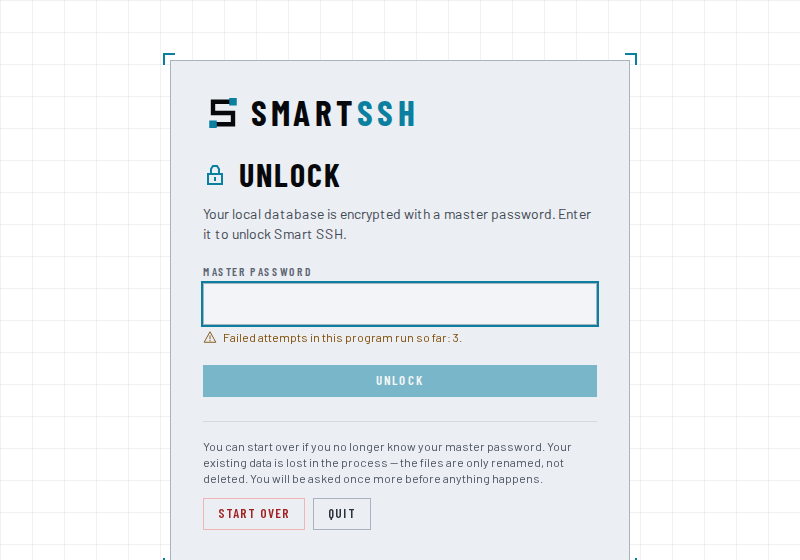 SMARTSSH
UNLOCK
Your local database is encrypted with a master password. Enter
it to unlock Smart SSH.
MASTER PASSWORD
Failed attempts in this program run so far: 3.
UNLOCK
You can start over if you no longer know your master password. Your
existing data is lost in the process — the files are only renamed, not
deleted. You will be asked once more before anything happens.
START OVER QUIT